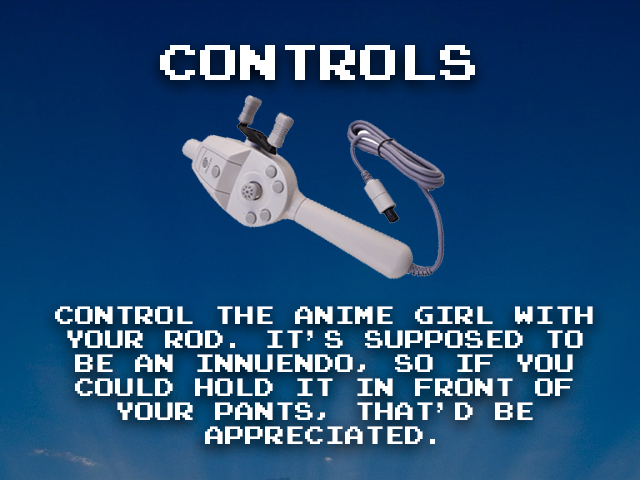 CONTROLS
CONTROL THE ANIME GIRL WITH
YOUR ROD. IT'S SUPPOSED TO
BE AN INNUENDO, SO IF YOU
COULD HOLD IT IN FRONT OF
YOUR PANTS, THAT'D BE
APPRECIATED.